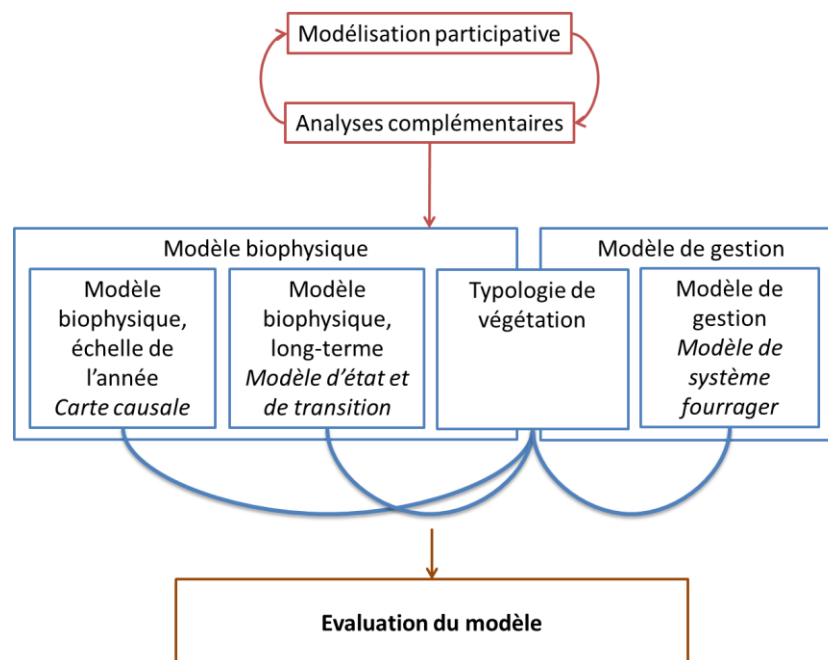 Modélisation participative
Analyses complémentaires
Modèle biophysique
Modèle de gestion
Modèle
biophysique,
échelle de
l’année
Carte causale
Modèle
biophysique,
long-terme
Modèle d’état et
de transition
Typologie de
végétation
Modèle de
gestion
Modèle de
système
fourrager
Evaluation du modèle